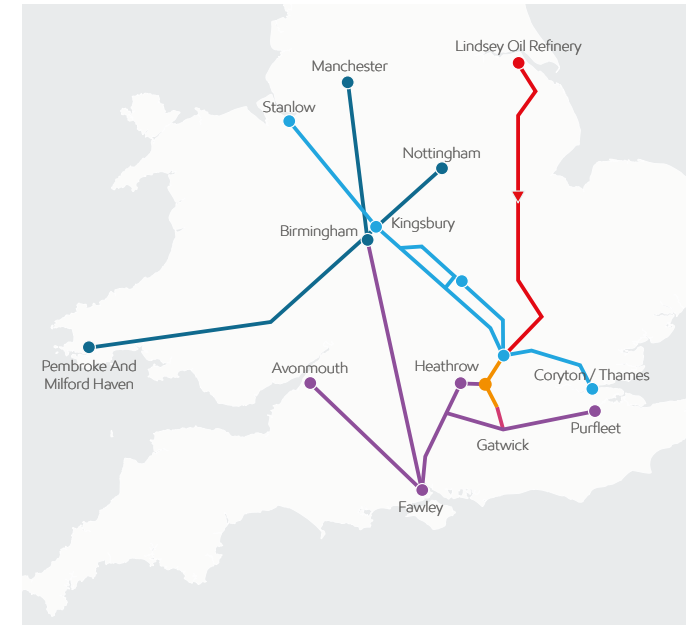 Lindsey Oil Refinery
Manchester
Stanlow
Nottingham
Kingsbury
Birmingham
Pembroke And
Milford Haven
Avonmouth
Heathrow
Coryton / Thames
Purfleet
Gatwick
Fawley